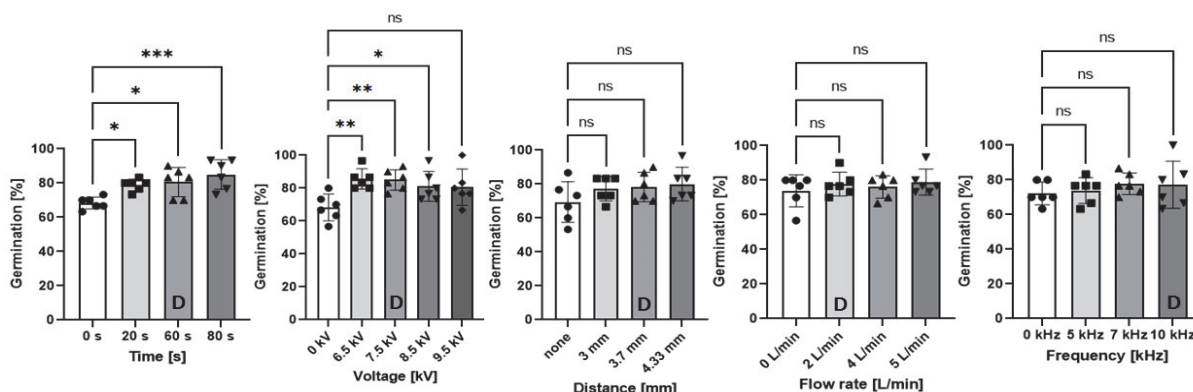 ns
***
*
*
Germination [%]
100
80
60
40
20
0
D
0 s
20 s
60 s
80 s
Time [s]
ns
*
**
**
Germination [%]
100
80
60
40
20
0
D
0 kV
6.5 kV
7.5 kV
8.5 kV
9.5 kV
Voltage [kV]
ns
ns
ns
Germination [%]
100
80
60
40
20
0
D
none
3 mm
3.7 mm
4.33 mm
Distance [mm]
ns
ns
ns
Germination [%]
100
80
60
40
20
0
D
0 L/min
2 L/min
4 L/min
5 L/min
Flow rate [L/min]
ns
ns
ns
Germination [%]
100
80
60
40
20
0
D
0 kHz
5 kHz
7 kHz
10 kHz
Frequency [kHz]